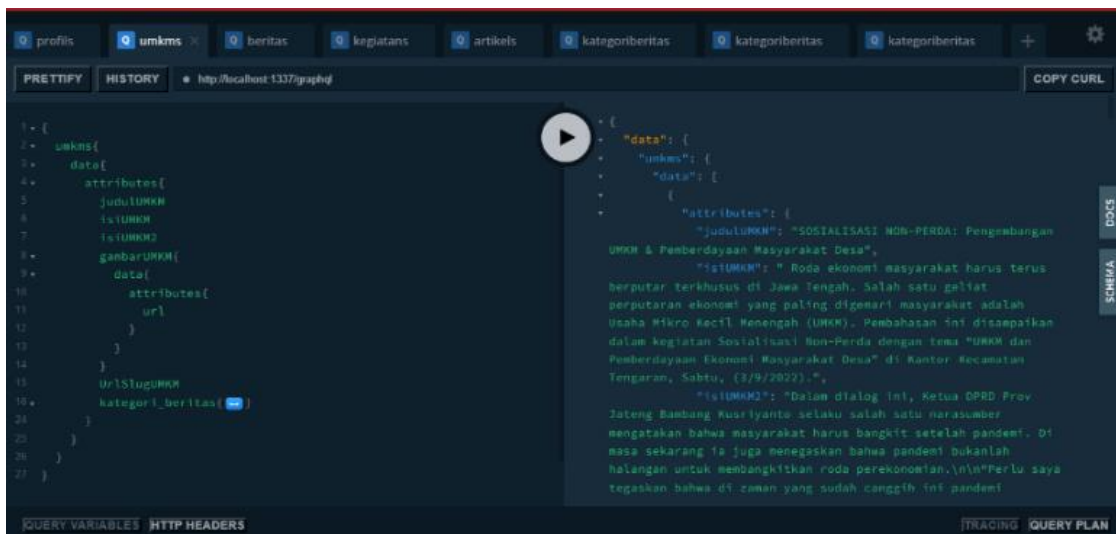 profils umkms × beritas kegiatans artikels kategoriberitas kategoriberitas kategoriberitas +
PRETTIFY HISTORY http://localhost:1337/graphql COPY CURL
1 {
2 umkms{
3 data{
4 attributes{
5 judulUMKM
6 isiUMKM
7 isiUMKM2
8 gambarUMKM{
9 data{
10 attributes{
11 url
12 }
13 }
14 }
15 UrlSlugUMKM
16 kategori_beritas{↔}
24 }
25 }
26 }
27 }
{
"data": {
"umkms": {
"data": [
{
"attributes": {
"judulUMKM": "SOSIALISASI NON-PERDA: Pengembangan
UMKM & Pemberdayaan Masyarakat Desa",
"isiUMKM": " Roda ekonomi masyarakat harus terus
berputar terkhusus di Jawa Tengah. Salah satu geliat
perputaran ekonomi yang paling digemari masyarakat adalah
Usaha Mikro Kecil Menengah (UMKM). Pembahasan ini disampaikan
dalam kegiatan Sosialisasi Non-Perda dengan tema "UMKM dan
Pemberdayaan Ekonomi Masyarakat Desa" di Kantor Kecamatan
Tengaran, Sabtu, (3/9/2022).",
"isiUMKM2": "Dalam dialog ini, Ketua DPRD Prov
Jateng Bambang Kusriyanto selaku salah satu narasumber
mengatakan bahwa masyarakat harus bangkit setelah pandemi. Di
masa sekarang ia juga menegaskan bahwa pandemi bukanlah
halangan untuk membangkitkan roda perekonomian.\n\n"Perlu saya
tegaskan bahwa di zaman yang sudah canggih ini pandemi
DOCS
SCHEMA
QUERY VARIABLES HTTP HEADERS TRACING QUERY PLAN